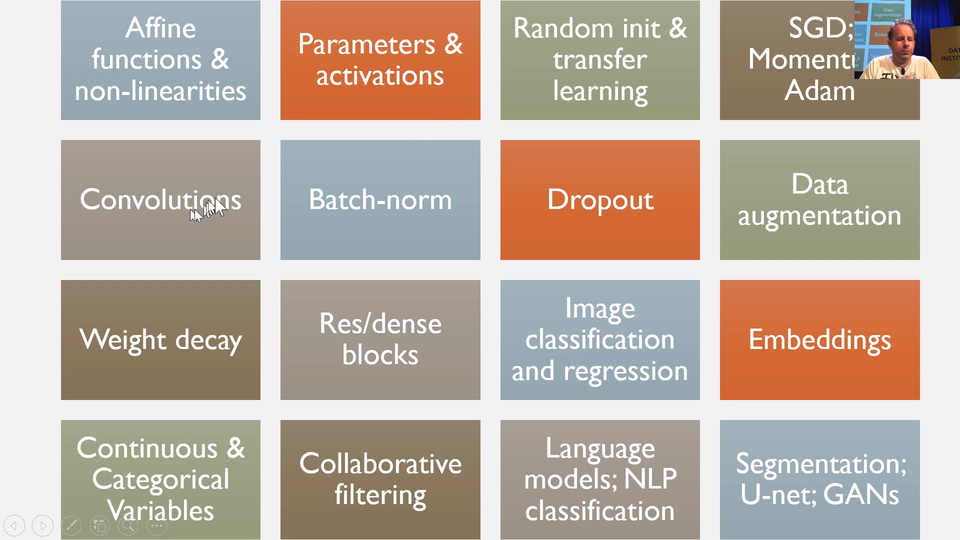 Affine
functions &
non-linearities
Parameters &
activations
Random init &
transfer
learning
SGD;
Adam
Convolutions
Batch-norm
Dropout
Data
augmentation
Weight decay
Res/dense
blocks
Image
classification
and regression
Embeddings
Continuous &
Categorical
Variables
Collaborative
filtering
Language
models; NLP
classification
Segmentation;
U-net; GANs